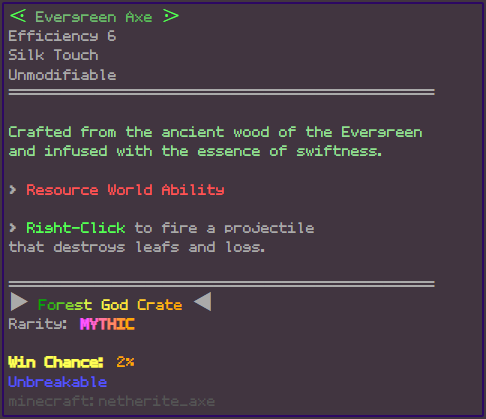 ⋖ Evergreen Axe ⋗
Efficiency 6
Silk Touch
Unmodifiable
Crafted from the ancient wood of the Evergreen
and infused with the essence of swiftness.
> Resource World Ability
> Right-Click to fire a projectile
that destroys leafs and logs.
▶ Forest God Crate ◀
Rarity: MYTHIC
Win Chance: 2%
Unbreakable
minecraft:netherite_axe